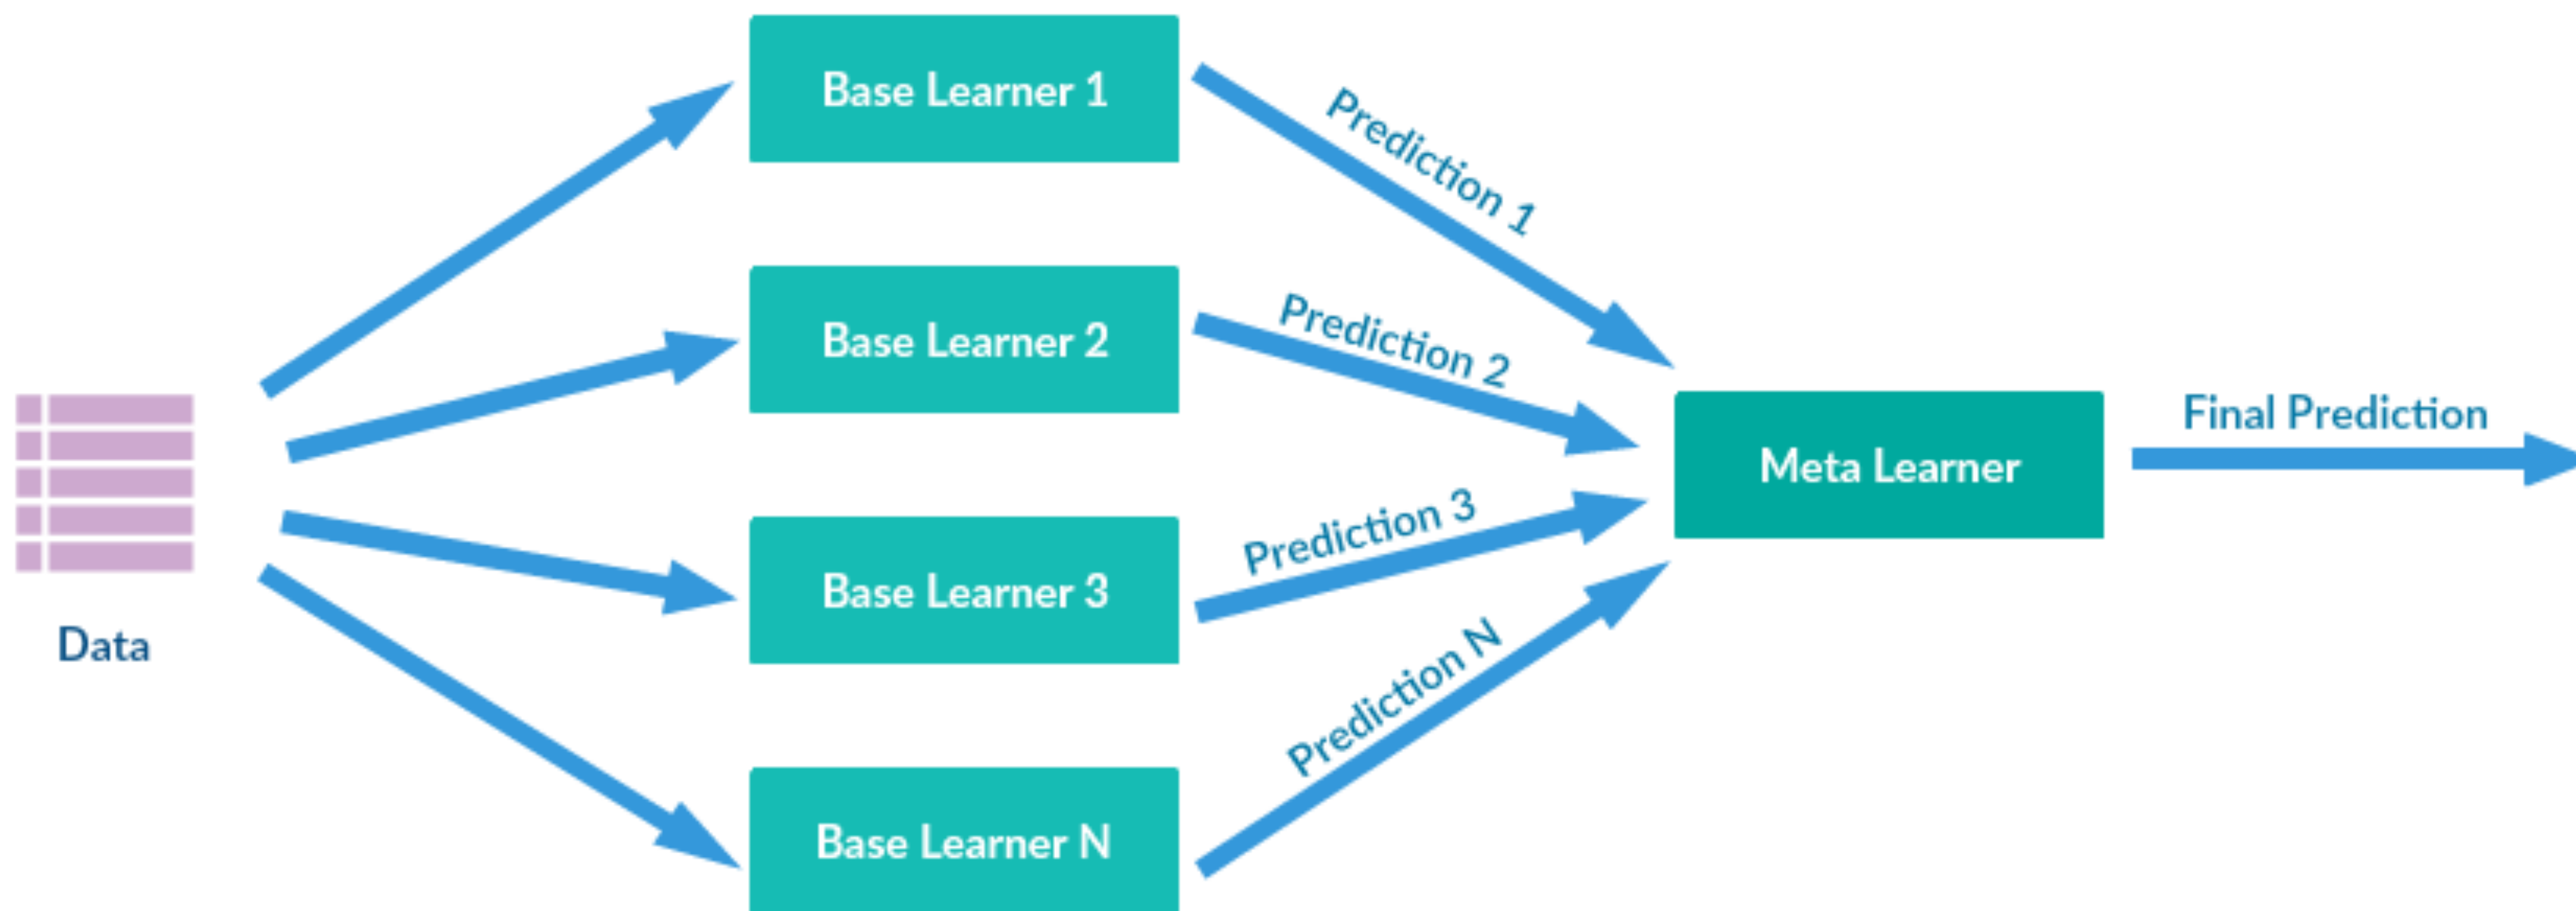 Base Learner 1
Prediction 1
Base Learner 2
Prediction 2
Data
Base Learner 3
Prediction 3
Base Learner N
Prediction N
Meta Learner
Final Prediction